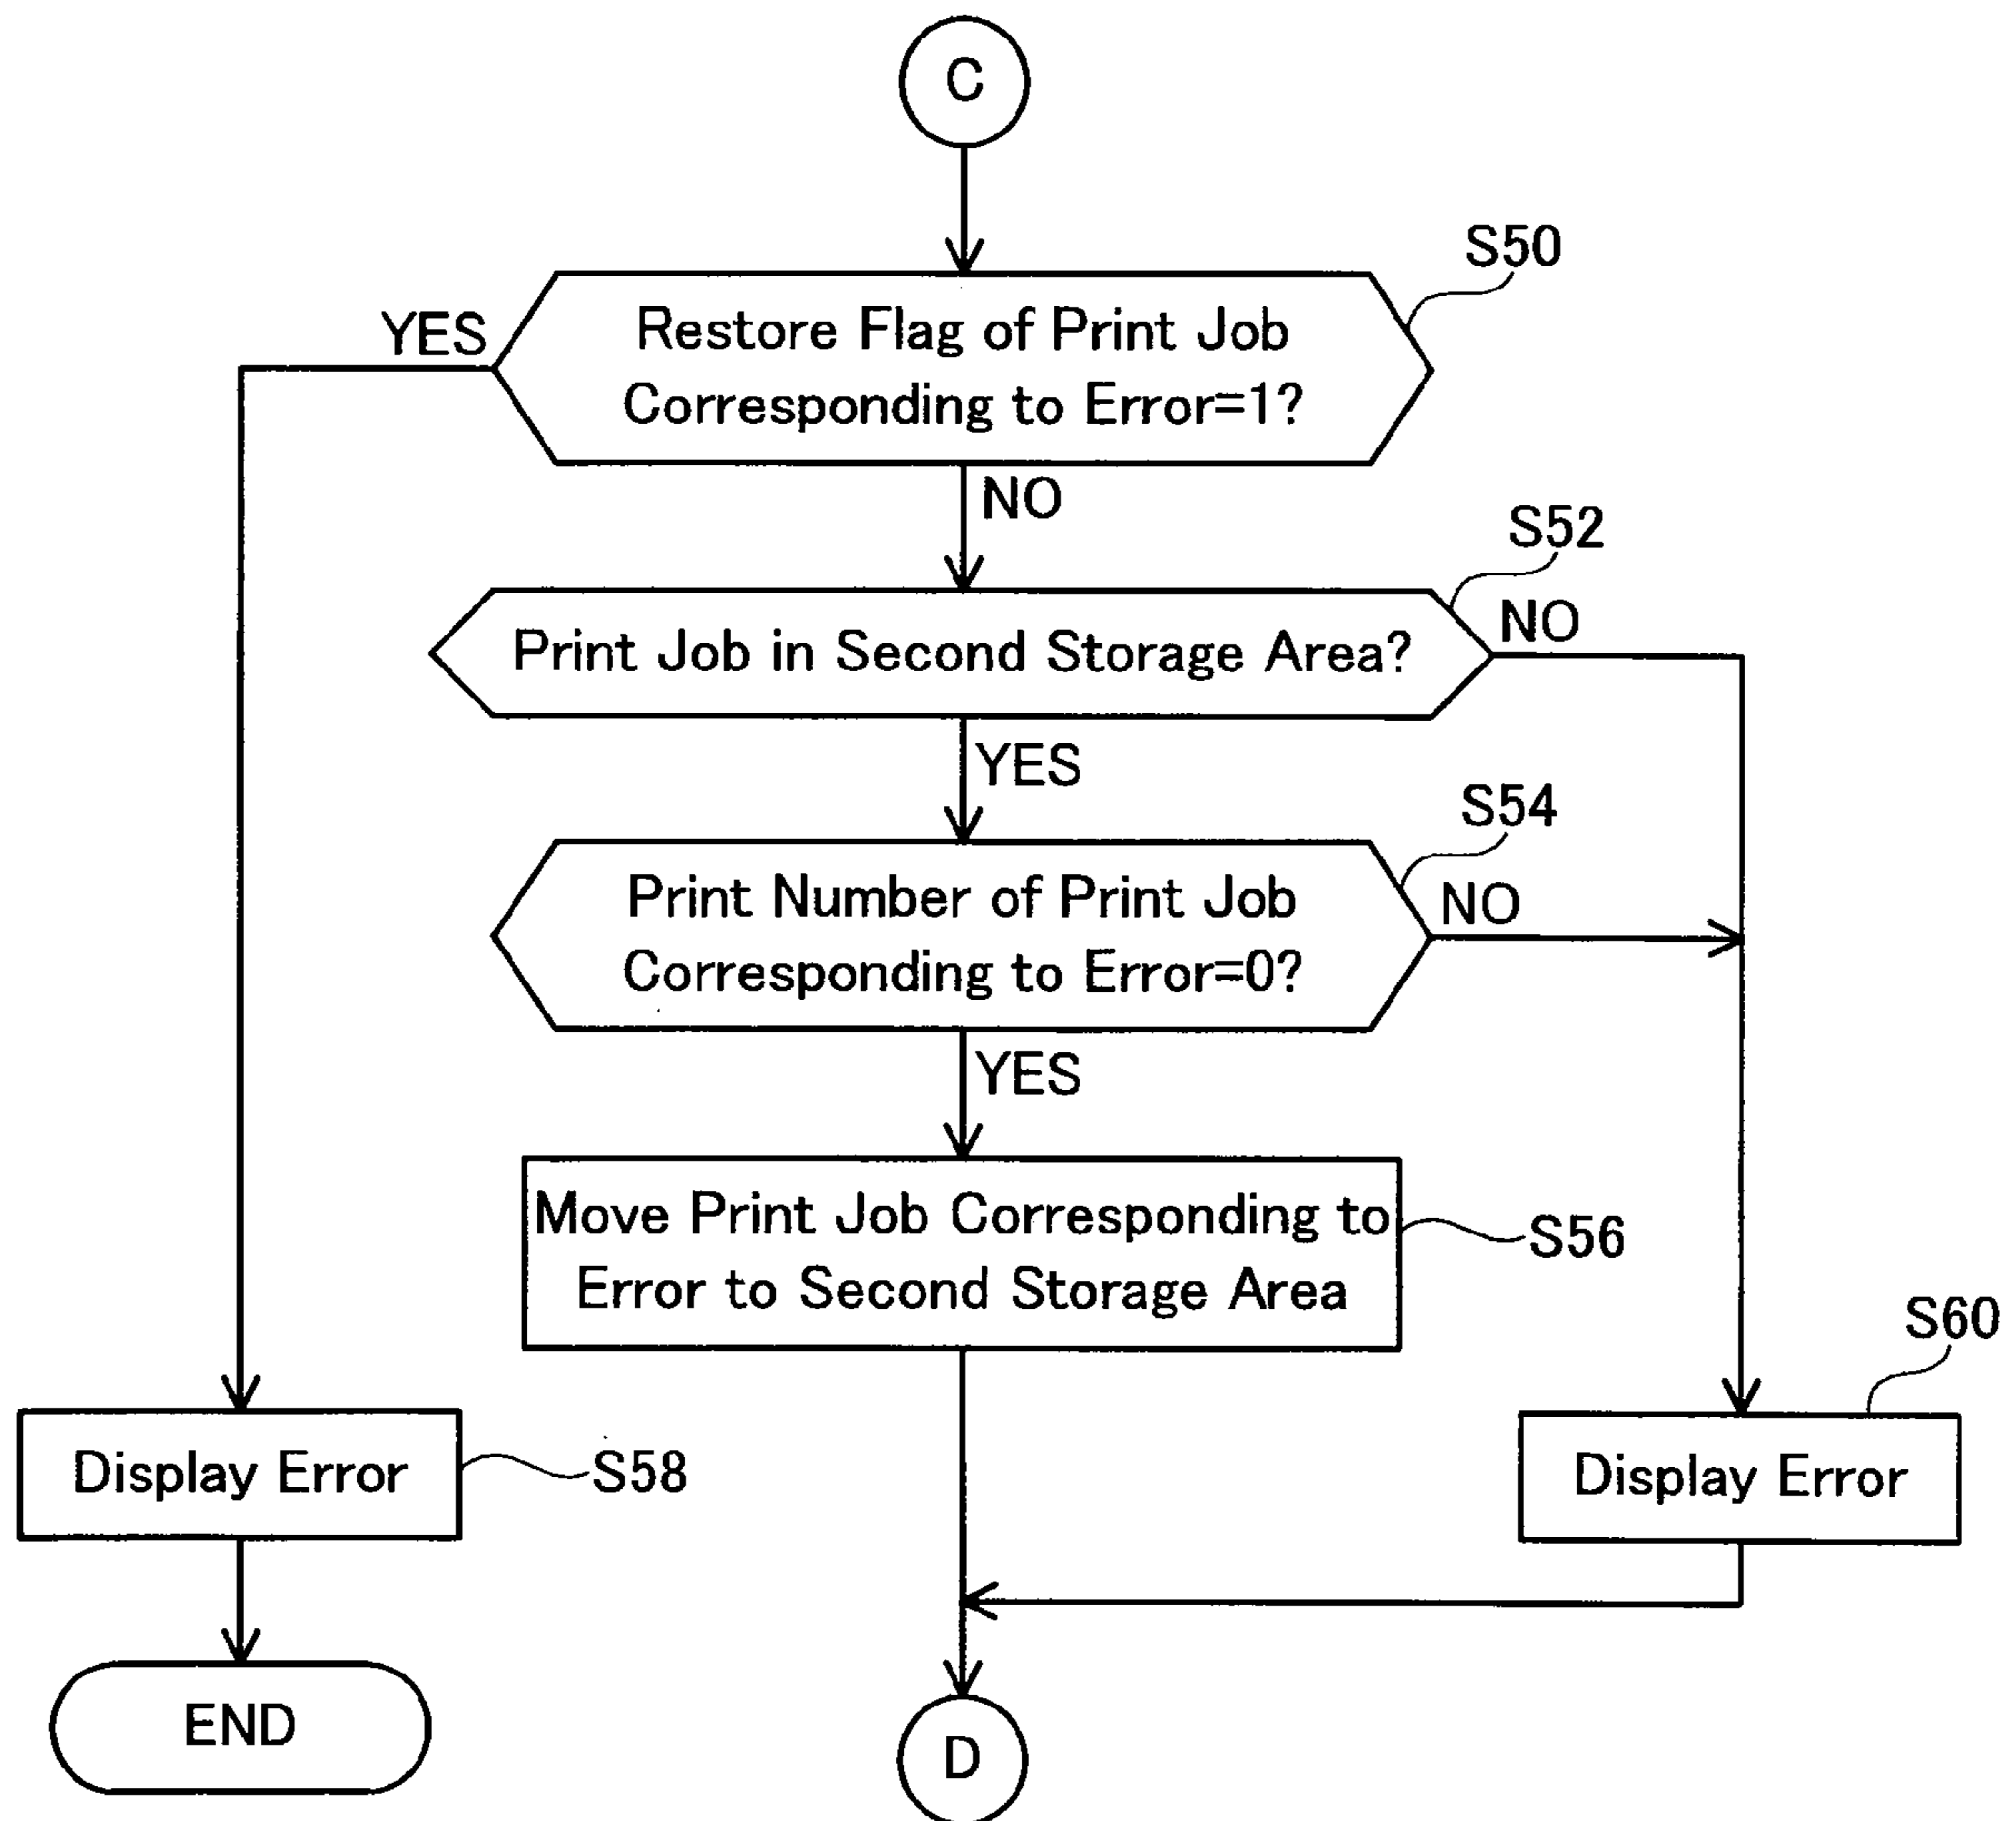 C
S50
YES
Restore Flag of Print Job
Corresponding to Error=1?
NO
S52
Print Job in Second Storage Area?
NO
YES
S54
Print Number of Print Job
Corresponding to Error=0?
NO
YES
Move Print Job Corresponding to
Error to Second Storage Area
S56
S60
Display Error
S58
Display Error
END
D